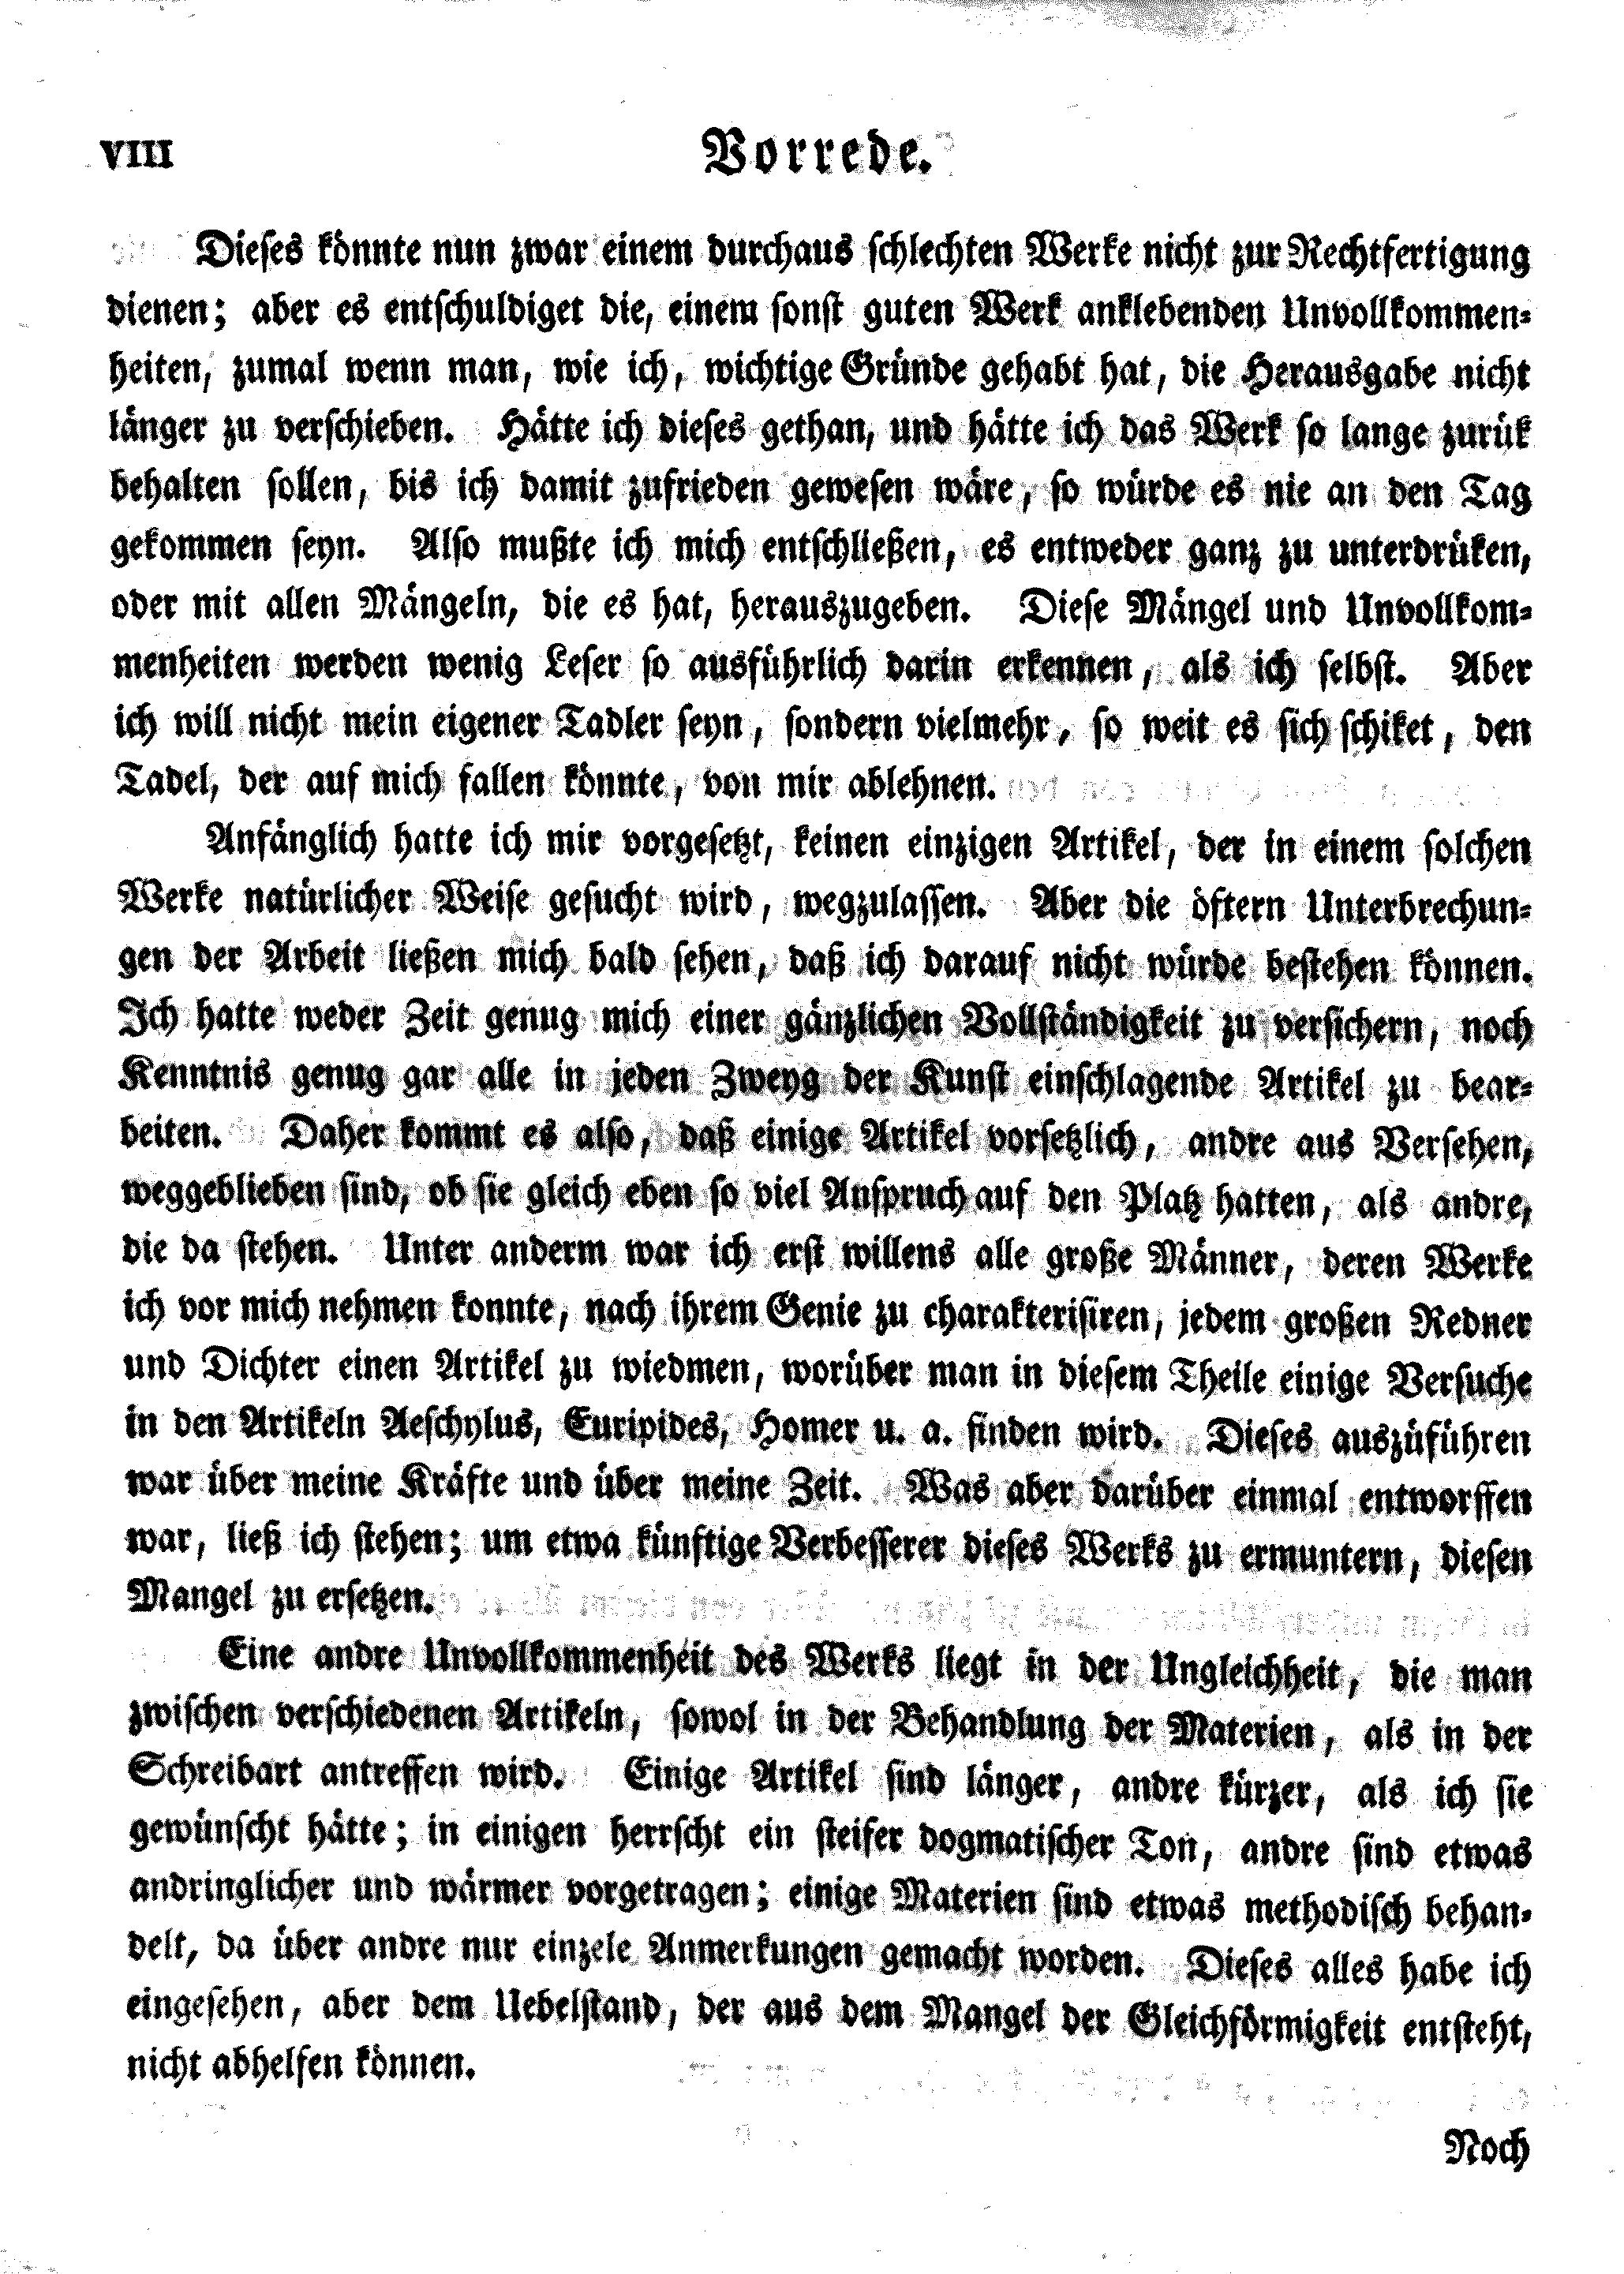 VIII
Vorrede.
Dieses könnte nun zwar einem durchaus schlechten Werke nicht zur Rechtfertigung
dienen; aber es entschuldiget die, einem sonst guten Werk anklebenden Unvollkommen-
heiten, zumal wenn man, wie ich, wichtige Gründe gehabt hat, die Herausgabe nicht
länger zu verschieben. Hätte ich dieses gethan, und hätte ich das Werk so lange zurük
behalten sollen, bis ich damit zufrieden gewesen wäre, so würde es nie an den Tag
gekommen seyn. Also mußte ich mich entschließen, es entweder ganz zu unterdrüken,
oder mit allen Mängeln, die es hat, herauszugeben. Diese Mängel und Unvollkom-
menheiten werden wenig Leser so ausführlich darin erkennen, als ich selbst. Aber
ich will nicht mein eigener Tadler seyn, sondern vielmehr, so weit es sich schiket, den
Tadel, der auf mich fallen könnte, von mir ablehnen.
Anfänglich hatte ich mir vorgesetzt, keinen einzigen Artikel, der in einem solchen
Werke natürlicher Weise gesucht wird, wegzulassen. Aber die öftern Unterbrechun-
gen der Arbeit ließen mich bald sehen, daß ich darauf nicht würde bestehen können.
Ich hatte weder Zeit genug mich einer gänzlichen Vollständigkeit zu versichern, noch
Kenntnis genug gar alle in jeden Zweyg der Kunst einschlagende Artikel zu bear-
beiten. Daher kommt es also, daß einige Artikel vorsetzlich, andre aus Versehen,
weggeblieben sind, ob sie gleich eben so viel Anspruch auf den Platz hatten, als andre,
die da stehen. Unter anderm war ich erst willens alle große Männer, deren Werke
ich vor mich nehmen konnte, nach ihrem Genie zu charakterisiren, jedem großen Redner
und Dichter einen Artikel zu wiedmen, worüber man in diesem Theile einige Versuche
in den Artikeln Aeschylus, Euripides, Homer u. a. finden wird. Dieses auszuführen
war über meine Kräfte und über meine Zeit. Was aber darüber einmal entworffen
war, ließ ich stehen; um etwa künftige Verbesserer dieses Werks zu ermuntern, diesen
Mangel zu ersetzen.
Eine andre Unvollkommenheit des Werks liegt in der Ungleichheit, die man
zwischen verschiedenen Artikeln, sowol in der Behandlung der Materien, als in der
Schreibart antreffen wird. Einige Artikel sind länger, andre kürzer, als ich sie
gewünscht hätte; in einigen herrscht ein steifer dogmatischer Ton, andre sind etwas
andringlicher und wärmer vorgetragen; einige Materien sind etwas methodisch behan-
delt, da über andre nur einzele Anmerkungen gemacht worden. Dieses alles habe ich
eingesehen, aber dem Uebelstand, der aus dem Mangel der Gleichförmigkeit entsteht,
nicht abhelfen können.
Noch